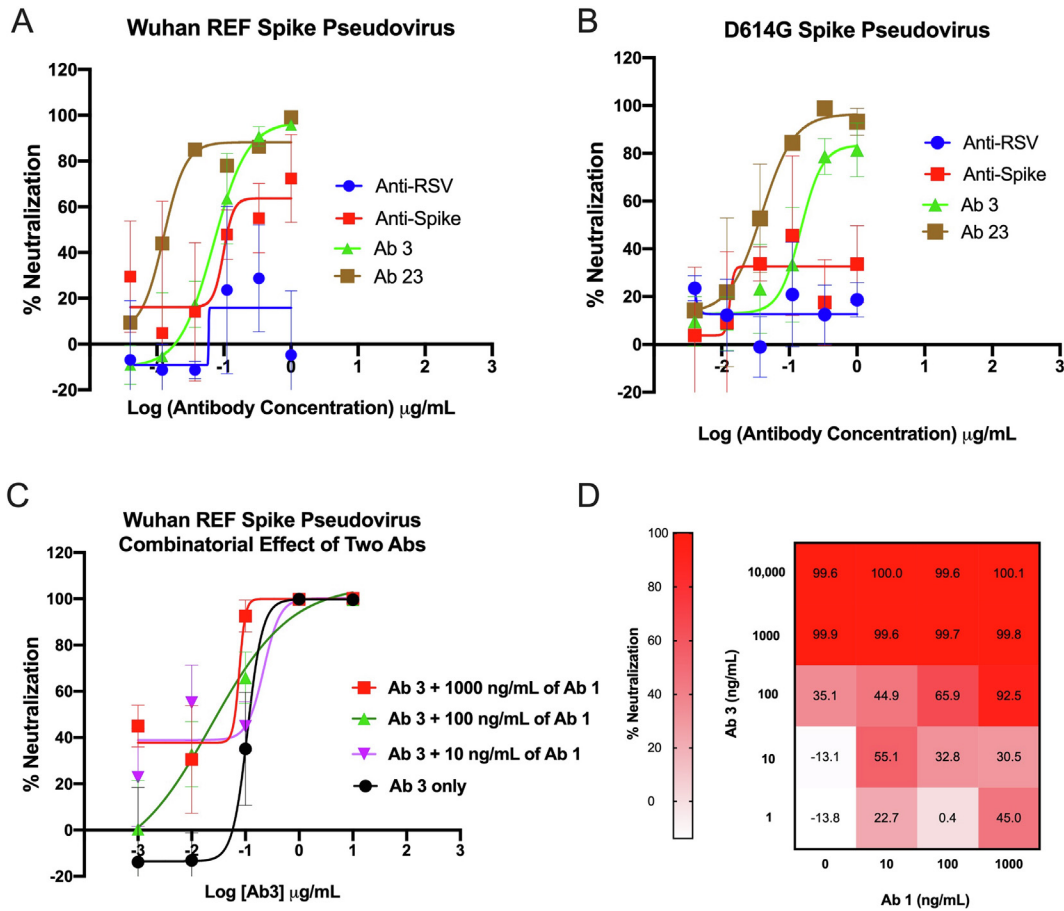 A
Wuhan REF Spike Pseudovirus
120
100
80
60
40
20
0
-20
% Neutralization
-2
-1
0
1
2
3
Log (Antibody Concentration) μg/mL
Anti-RSV
Anti-Spike
Ab 3
Ab 23
B
D614G Spike Pseudovirus
120
100
80
60
40
20
0
-20
% Neutralization
-2
-1
0
1
2
3
Log (Antibody Concentration) μg/mL
Anti-RSV
Anti-Spike
Ab 3
Ab 23
C
Wuhan REF Spike Pseudovirus
Combinatorial Effect of Two Abs
120
100
80
60
40
20
0
-20
% Neutralization
-3
-2
-1
0
1
2
3
Log [Ab3] μg/mL
Ab 3 + 1000 ng/mL of Ab 1
Ab 3 + 100 ng/mL of Ab 1
Ab 3 + 10 ng/mL of Ab 1
Ab 3 only
D
100
80
60
40
20
0
% Neutralization
Ab 3 (ng/mL)
10,000 99.6 100.0 99.6 100.1
1000 99.9 99.6 99.7 99.8
100 35.1 44.9 65.9 92.5
10 -13.1 55.1 32.8 30.5
1 -13.8 22.7 0.4 45.0
0 10 100 1000
Ab 1 (ng/mL)